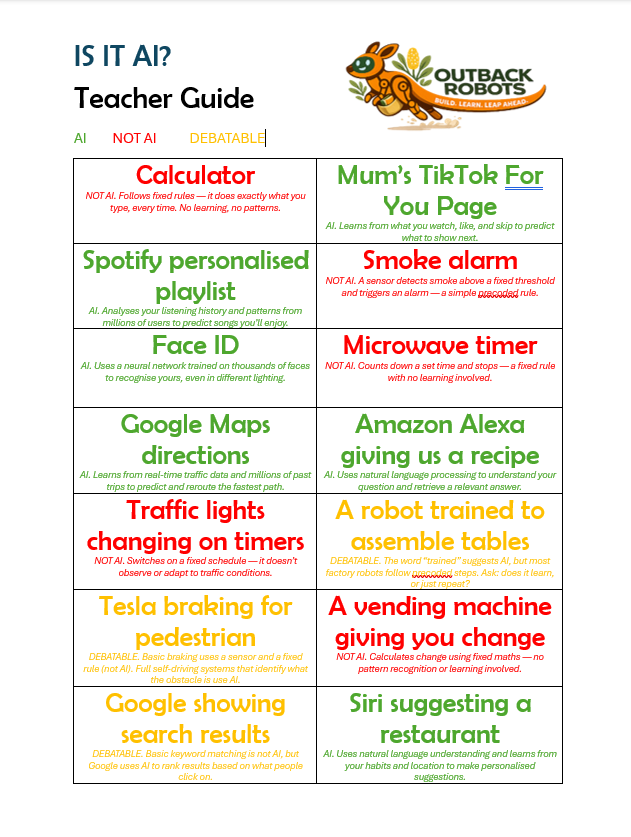 IS IT AI?
OUTBACK
ROBOTS
BUILD. LEARN. LEAP AHEAD.
Teacher Guide
AI NOT AI DEBATABLE
Calculator
NOT AI. Follows fixed rules — it does exactly what you
type, every time. No learning, no patterns.
Mum’s TikTok For
You Page
AI. Learns from what you watch, like, and skip to predict
what to show next.
Spotify personalised
playlist
AI. Analyses your listening history and patterns from
millions of users to predict songs you’ll enjoy.
Smoke alarm
NOT AI. A sensor detects smoke above a fixed threshold
and triggers an alarm — a simple precoded rule.
Face ID
AI. Uses a neural network trained on thousands of faces
to recognise yours, even in different lighting.
Microwave timer
NOT AI. Counts down a set time and stops — a fixed rule
with no learning involved.
Google Maps
directions
AI. Learns from real-time traffic data and millions of past
trips to predict and reroute the fastest path.
Amazon Alexa
giving us a recipe
AI. Uses natural language processing to understand your
question and retrieve a relevant answer.
Traffic lights
changing on timers
NOT AI. Switches on a fixed schedule — it doesn’t
observe or adapt to traffic conditions.
A robot trained to
assemble tables
DEBATABLE. The word “trained” suggests AI, but most
factory robots follow precoded steps. Ask: does it learn,
or just repeat?
Tesla braking for
pedestrian
DEBATABLE. Basic braking uses a sensor and a fixed
rule (not AI). Full self-driving systems that identify what
the obstacle is use AI.
A vending machine
giving you change
NOT AI. Calculates change using fixed maths — no
pattern recognition or learning involved.
Google showing
search results
DEBATABLE. Basic keyword matching is not AI, but
Google uses AI to rank results based on what people
click on.
Siri suggesting a
restaurant
AI. Uses natural language understanding and learns from
your habits and location to make personalised
suggestions.